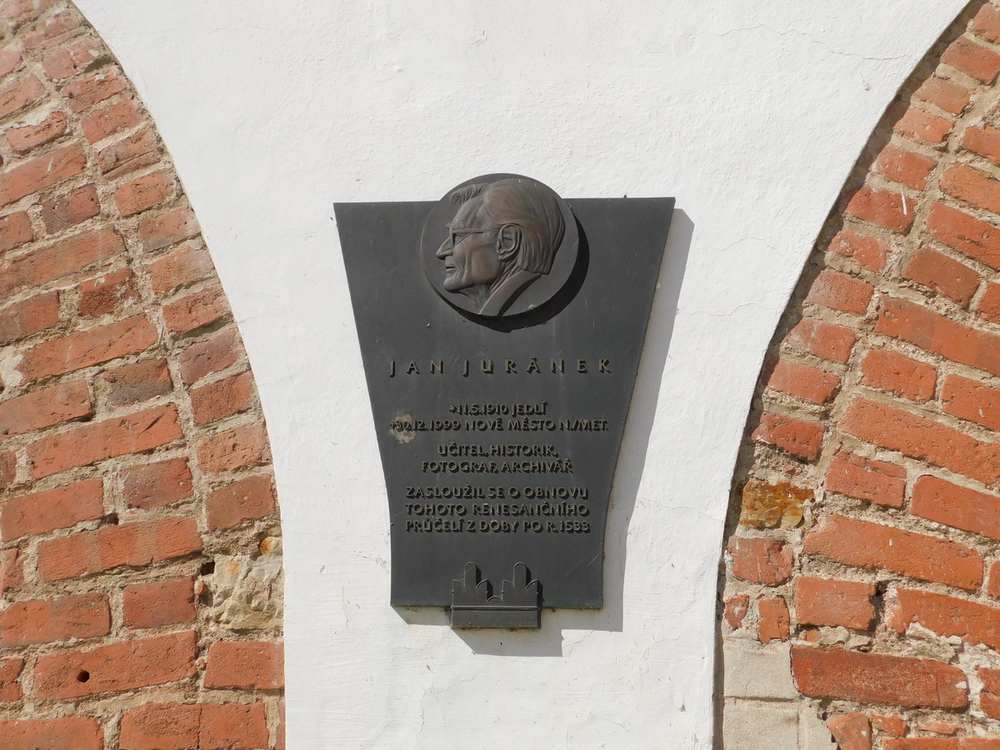 JAN JURÁNEK
*11.5.1910 JEDLÍ
†30.12.1999 NOVÉ MĚSTO N./MET.
UČITEL, HISTORIK,
FOTOGRAF, ARCHIVÁŘ
ZASLOUŽIL SE O OBNOVU
TOHOTO RENESANČNÍHO
PRŮČELÍ Z DOBY PO R.1533